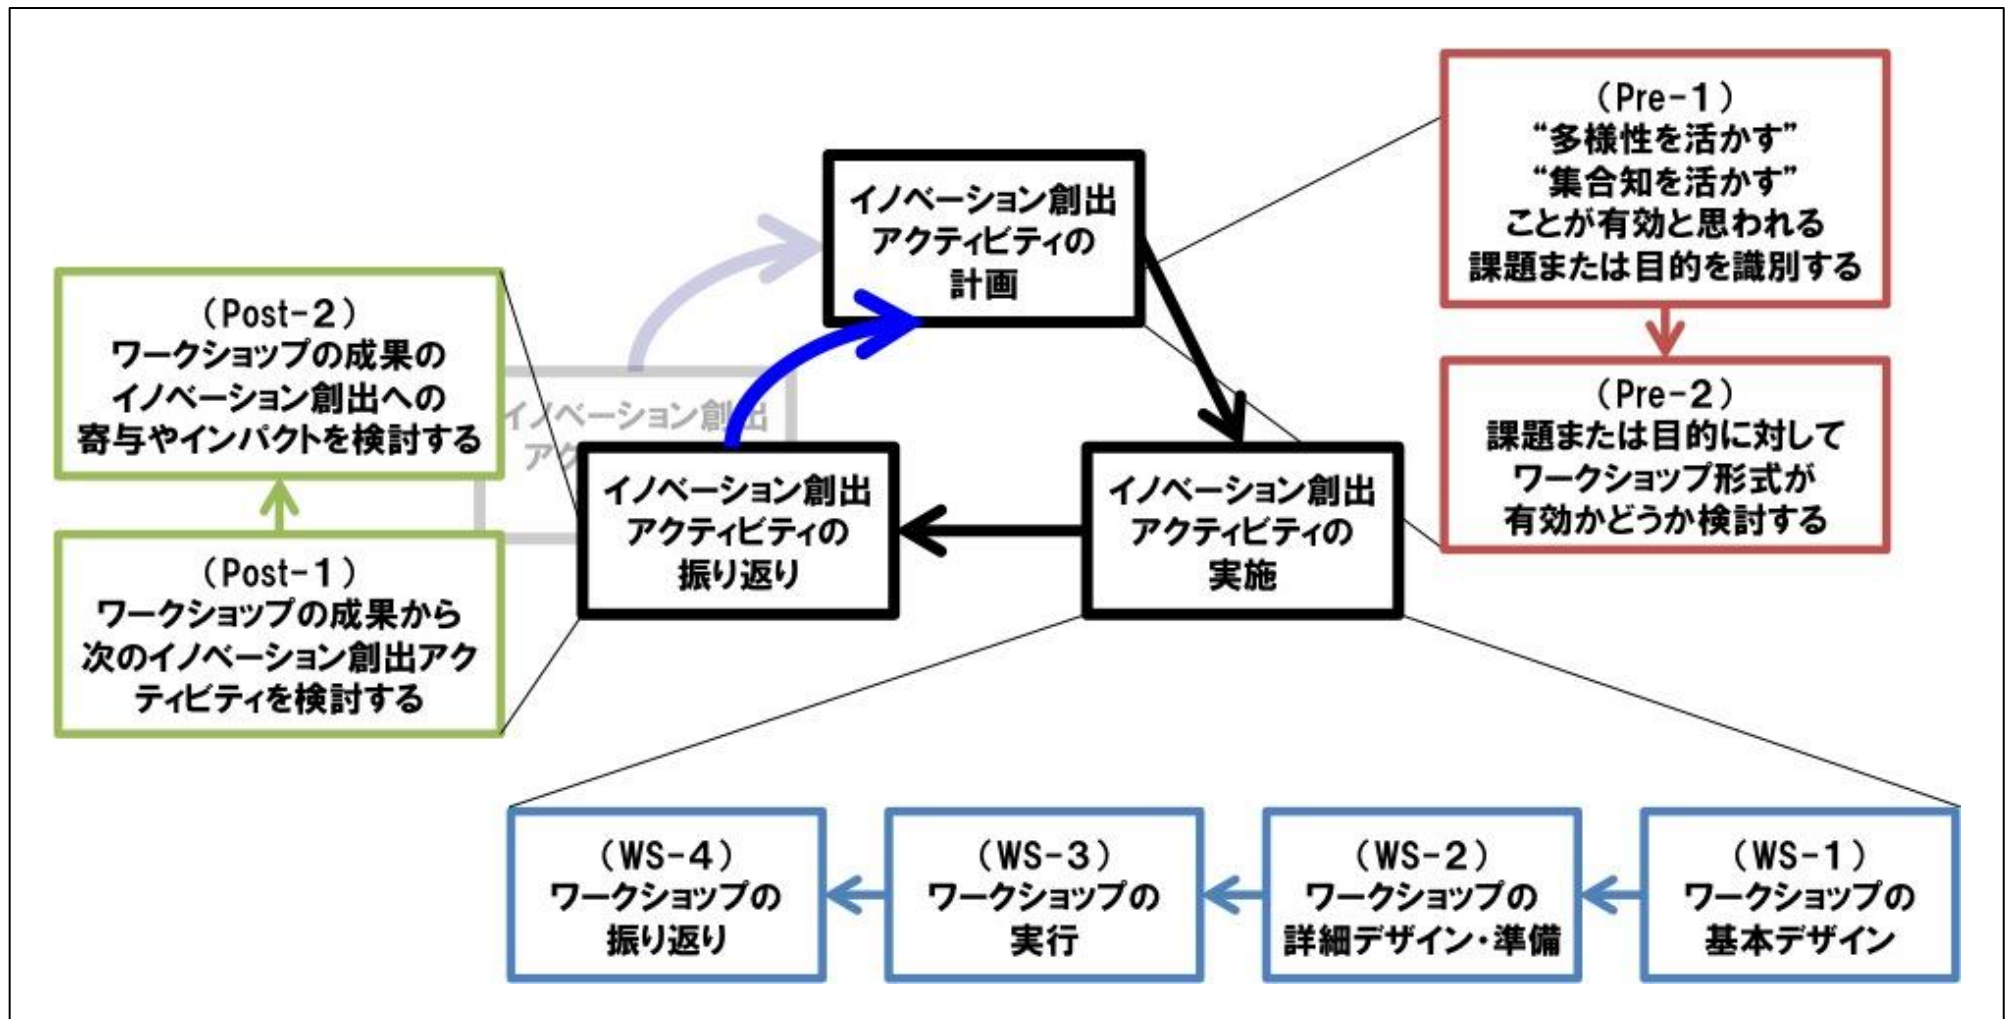 （Pre-１）
“多様性を活かす”
“集合知を活かす”
ことが有効と思われる
課題または目的を識別する
イノベーション創出
アクティビティの
計画
（Post-２）
ワークショップの成果の
イノベーション創出への
寄与やインパクトを検討する
（Pre-２）
課題または目的に対して
ワークショップ形式が
有効かどうか検討する
イノベーション創出
アク
イノベーション創出
アクティビティの
振り返り
イノベーション創出
アクティビティの
実施
（Post-１）
ワークショップの成果から
次のイノベーション創出アク
ティビティを検討する
（WS-４）
ワークショップの
振り返り
（WS-３）
ワークショップの
実行
（WS-２）
ワークショップの
詳細デザイン・準備
（WS-１）
ワークショップの
基本デザイン